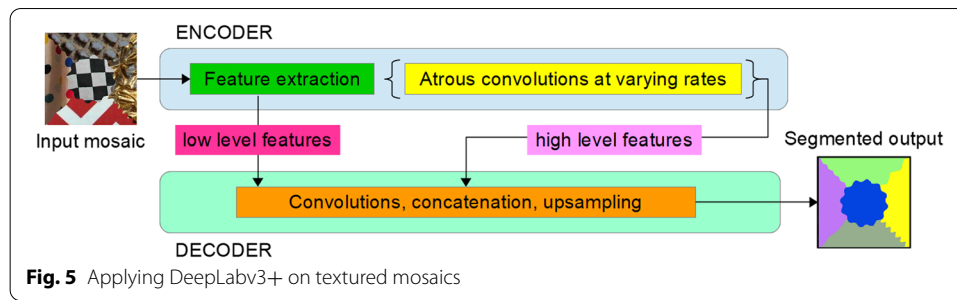 ENCODER
Feature extraction
Atrous convolutions at varying rates
Input mosaic
low level features
high level features
Segmented output
Convolutions, concatenation, upsampling
DECODER
Fig. 5 Applying DeepLabv3+ on textured mosaics